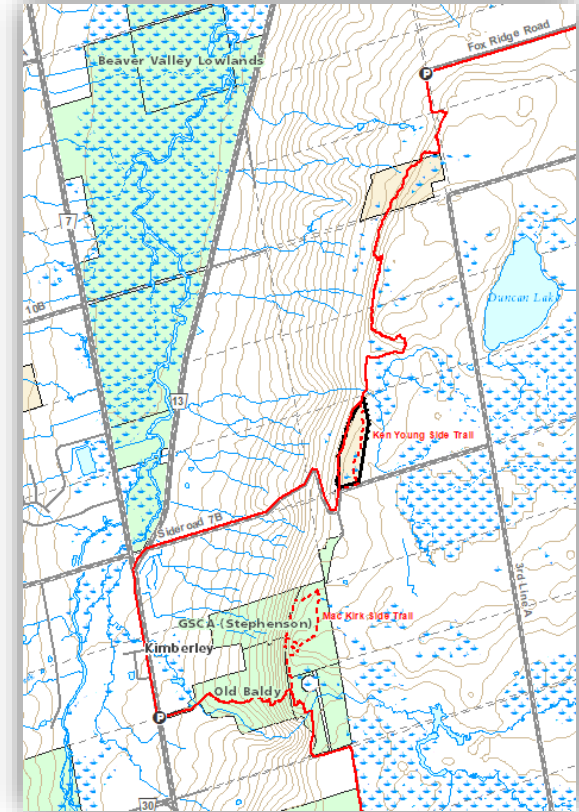 Fox Ridge Road
Beaver Valley Lowlands
P
7
Duncan Lake
10B
13
Ken Young Side Trail
Sideroad 7B
3rd Line A
GSCA (Stephenson)
Mac Kirk Side Trail
Kimberley
Old Baldy
P
30